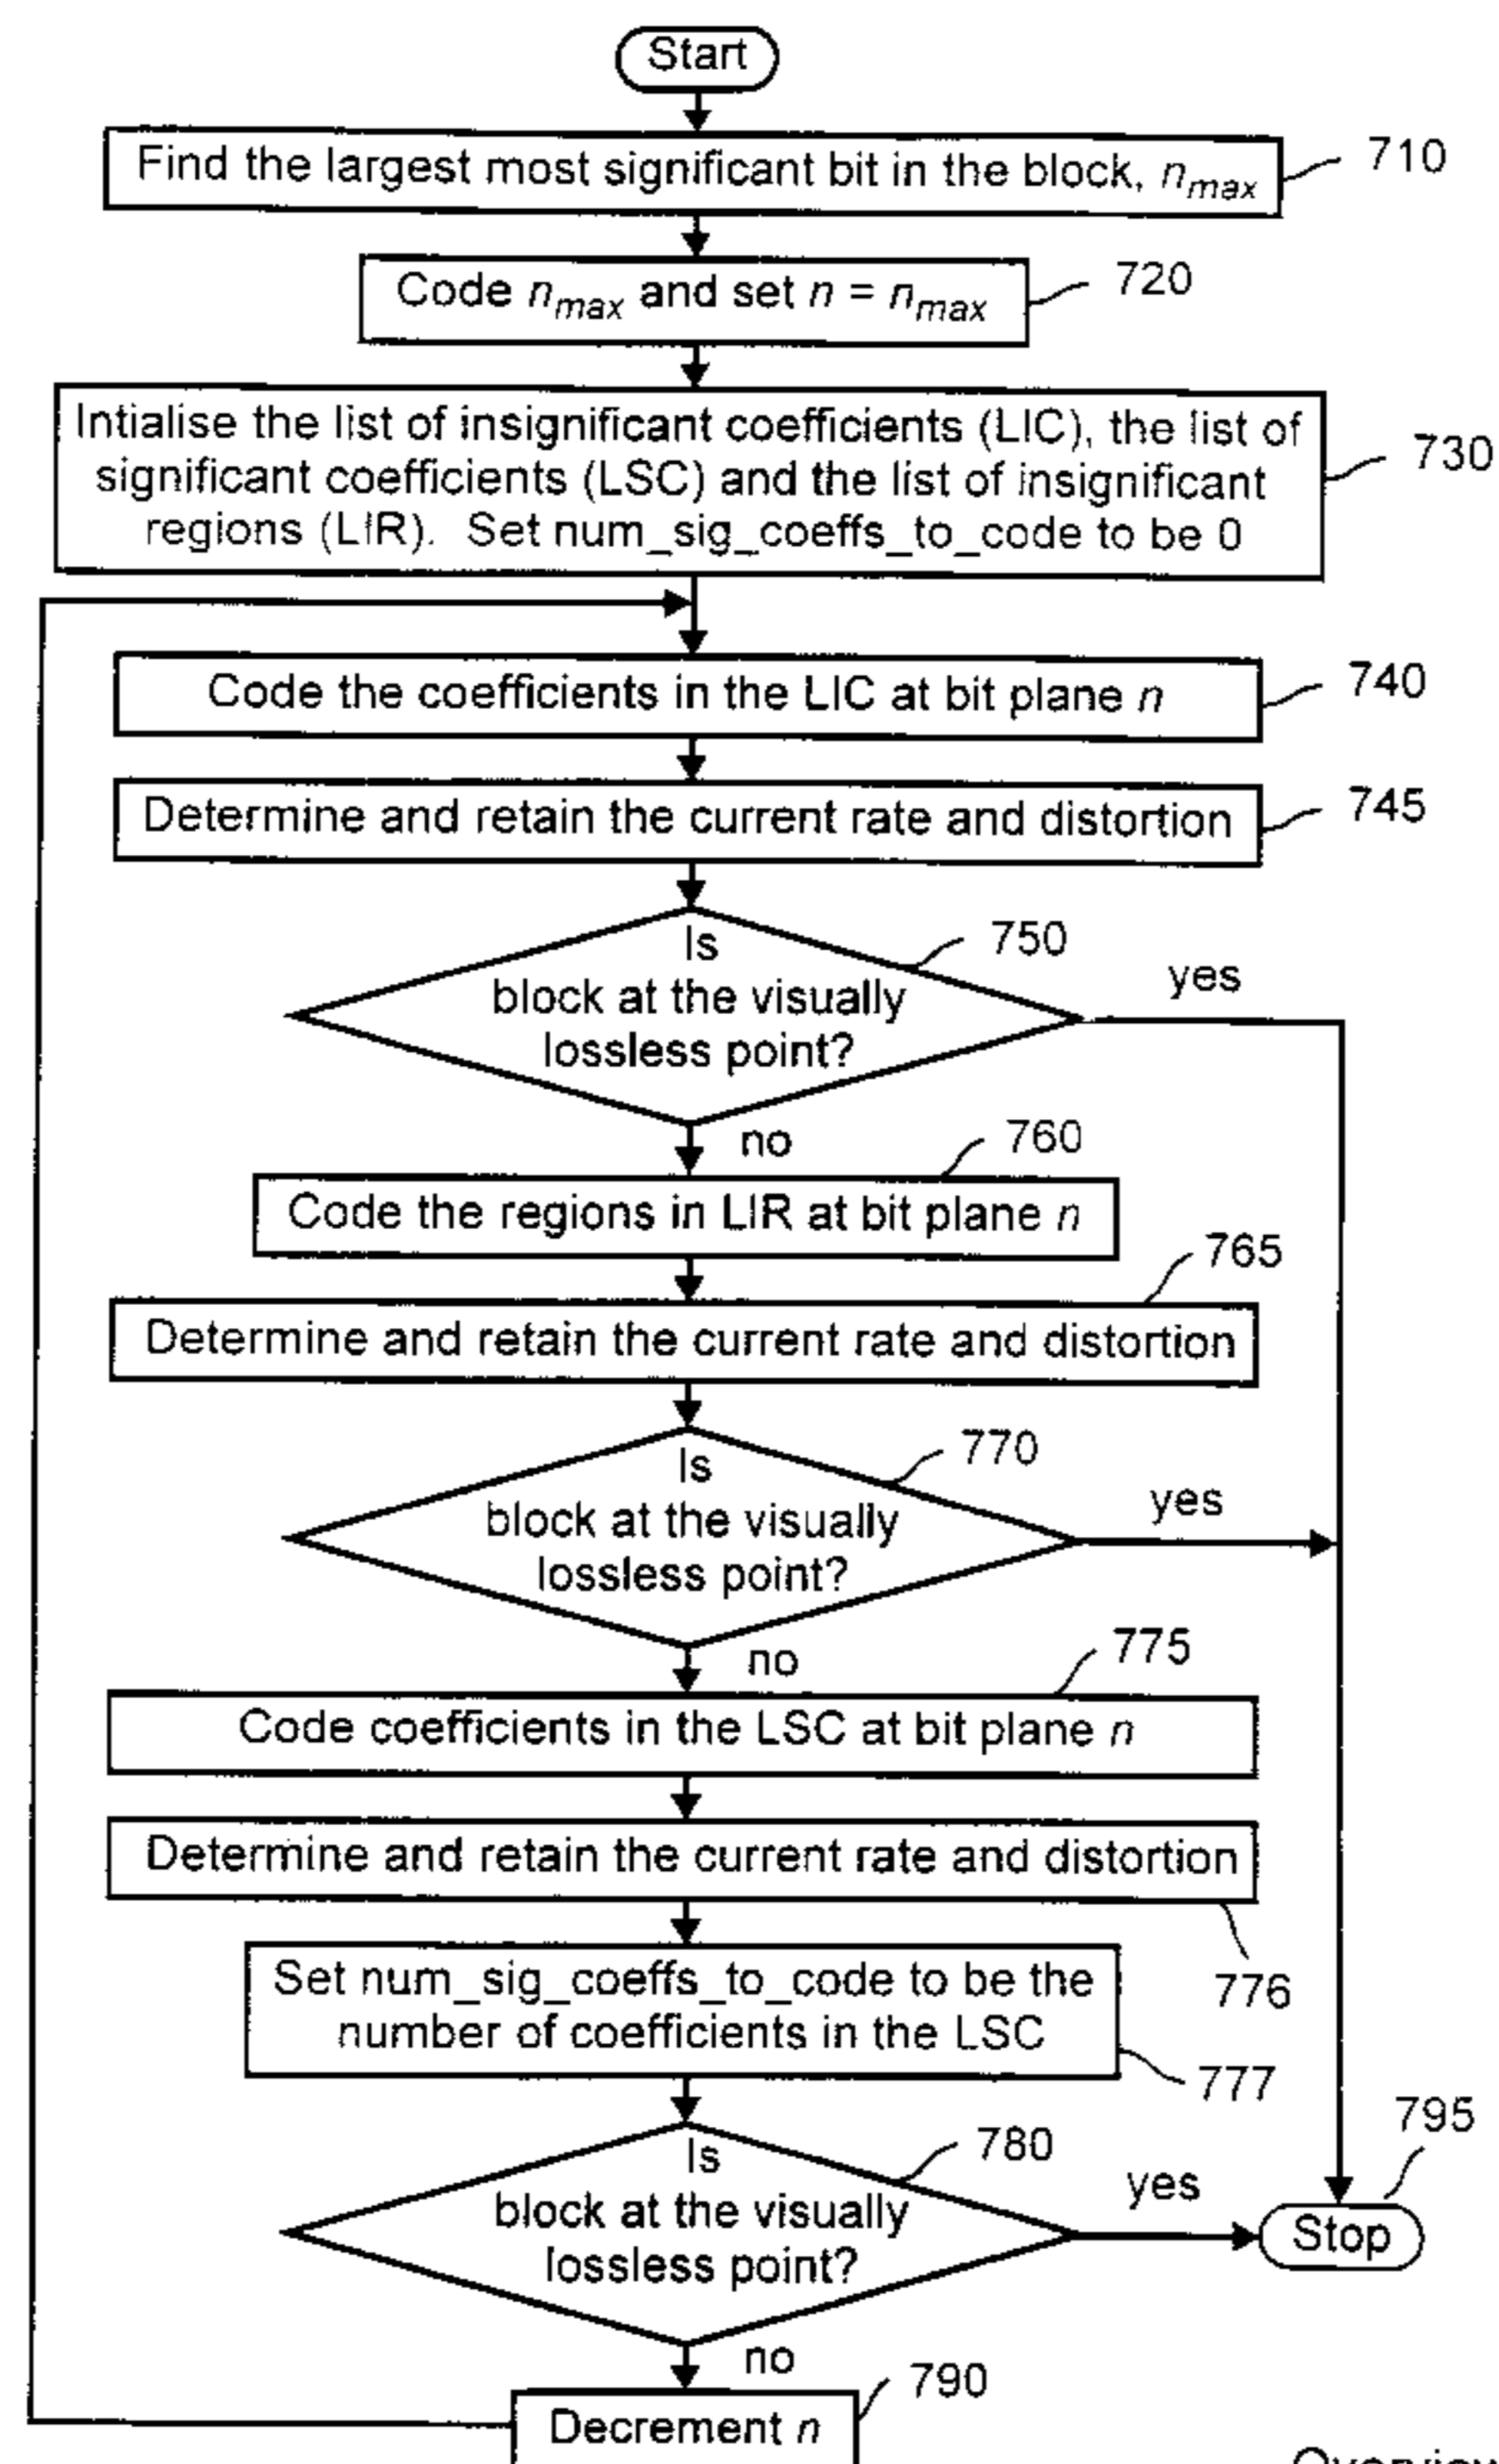 Start
Find the largest most significant bit in the block, nmax
710
Code nmax and set n = nmax
720
Intialise the list of insignificant coefficients (LIC), the list of
significant coefficients (LSC) and the list of insignificant
regions (LIR). Set num_sig_coeffs_to_code to be 0
730
Code the coefficients in the LIC at bit plane n
740
Determine and retain the current rate and distortion
745
Is
block at the visually
lossless point?
750
yes
no
760
Code the regions in LIR at bit plane n
765
Determine and retain the current rate and distortion
Is
block at the visually
lossless point?
770
yes
no
775
Code coefficients in the LSC at bit plane n
Determine and retain the current rate and distortion
776
Set num_sig_coeffs_to_code to be the
number of coefficients in the LSC
777
Is
block at the visually
lossless point?
780
yes
795
Stop
no
790
Decrement n